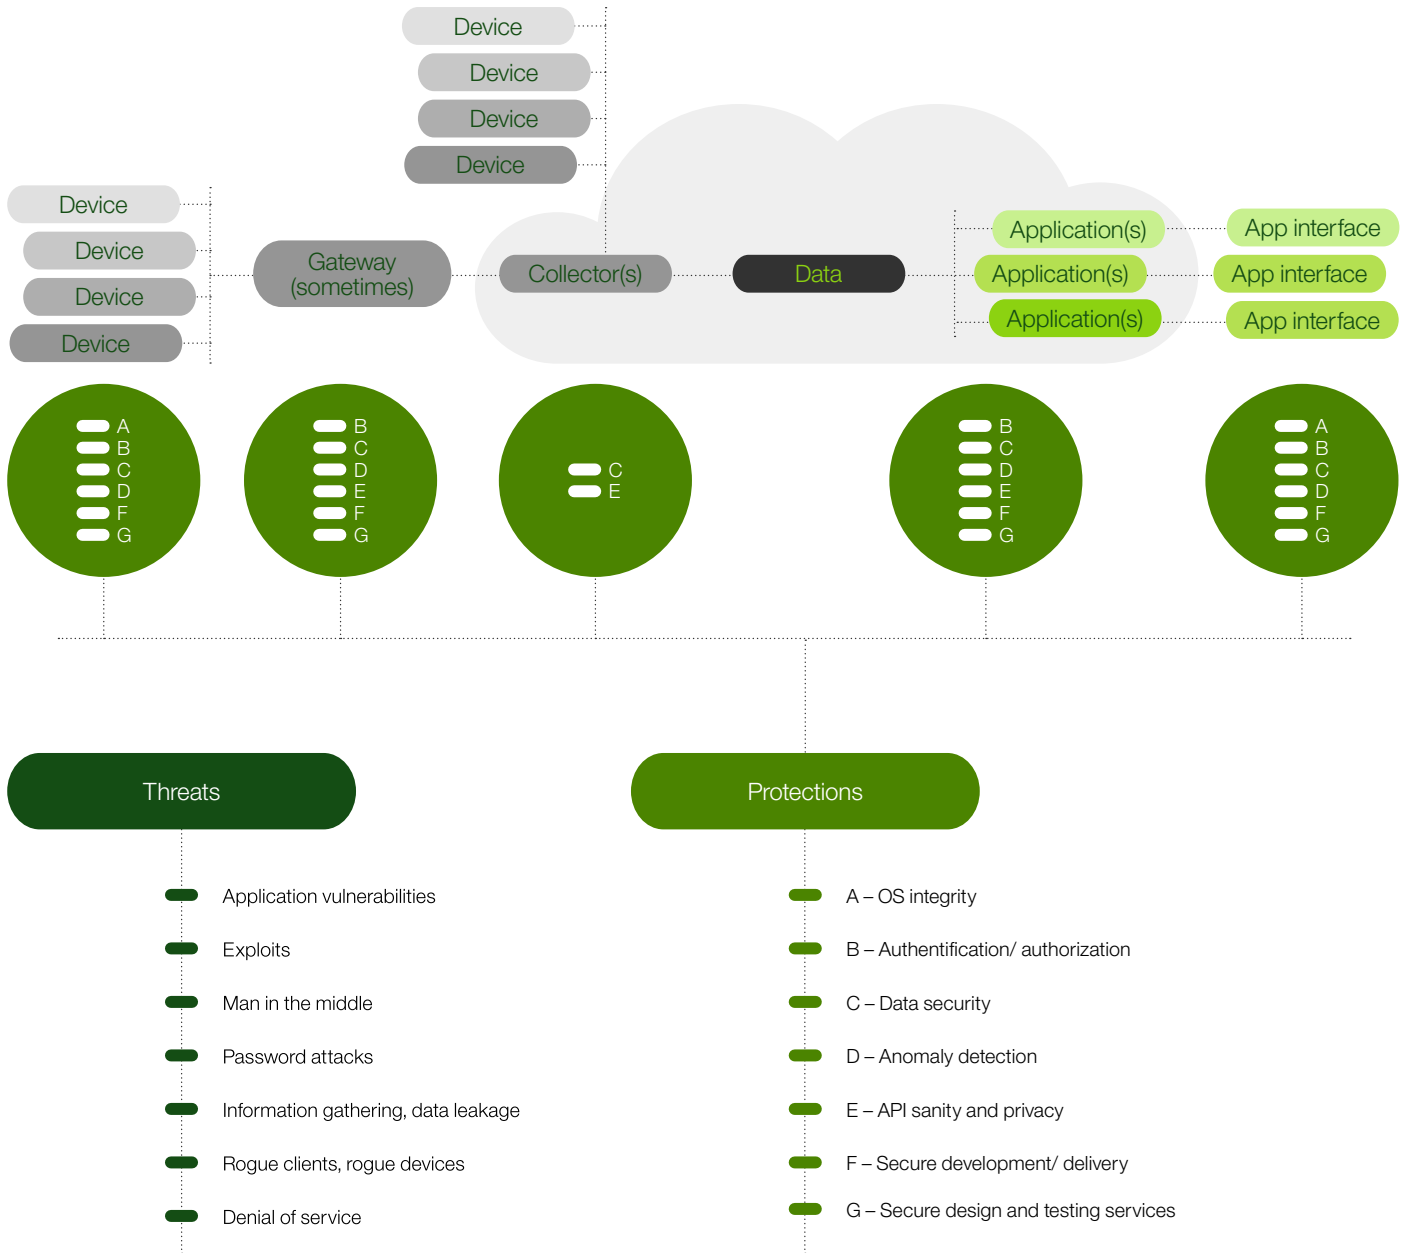 Device
Device
Device
Device
Device
Device
Device
Device
Gateway
(sometimes)
Collector(s)
Data
Application(s)
App interface
Application(s)
App interface
Application(s)
App interface
A
B
C
D
F
G
B
C
D
E
F
G
C
E
B
C
D
E
F
G
A
B
C
D
F
G
Threats
Application vulnerabilities
Exploits
Man in the middle
Password attacks
Information gathering, data leakage
Rogue clients, rogue devices
Denial of service
Protections
A – OS integrity
B – Authentification/ authorization
C – Data security
D – Anomaly detection
E – API sanity and privacy
F – Secure development/ delivery
G – Secure design and testing services